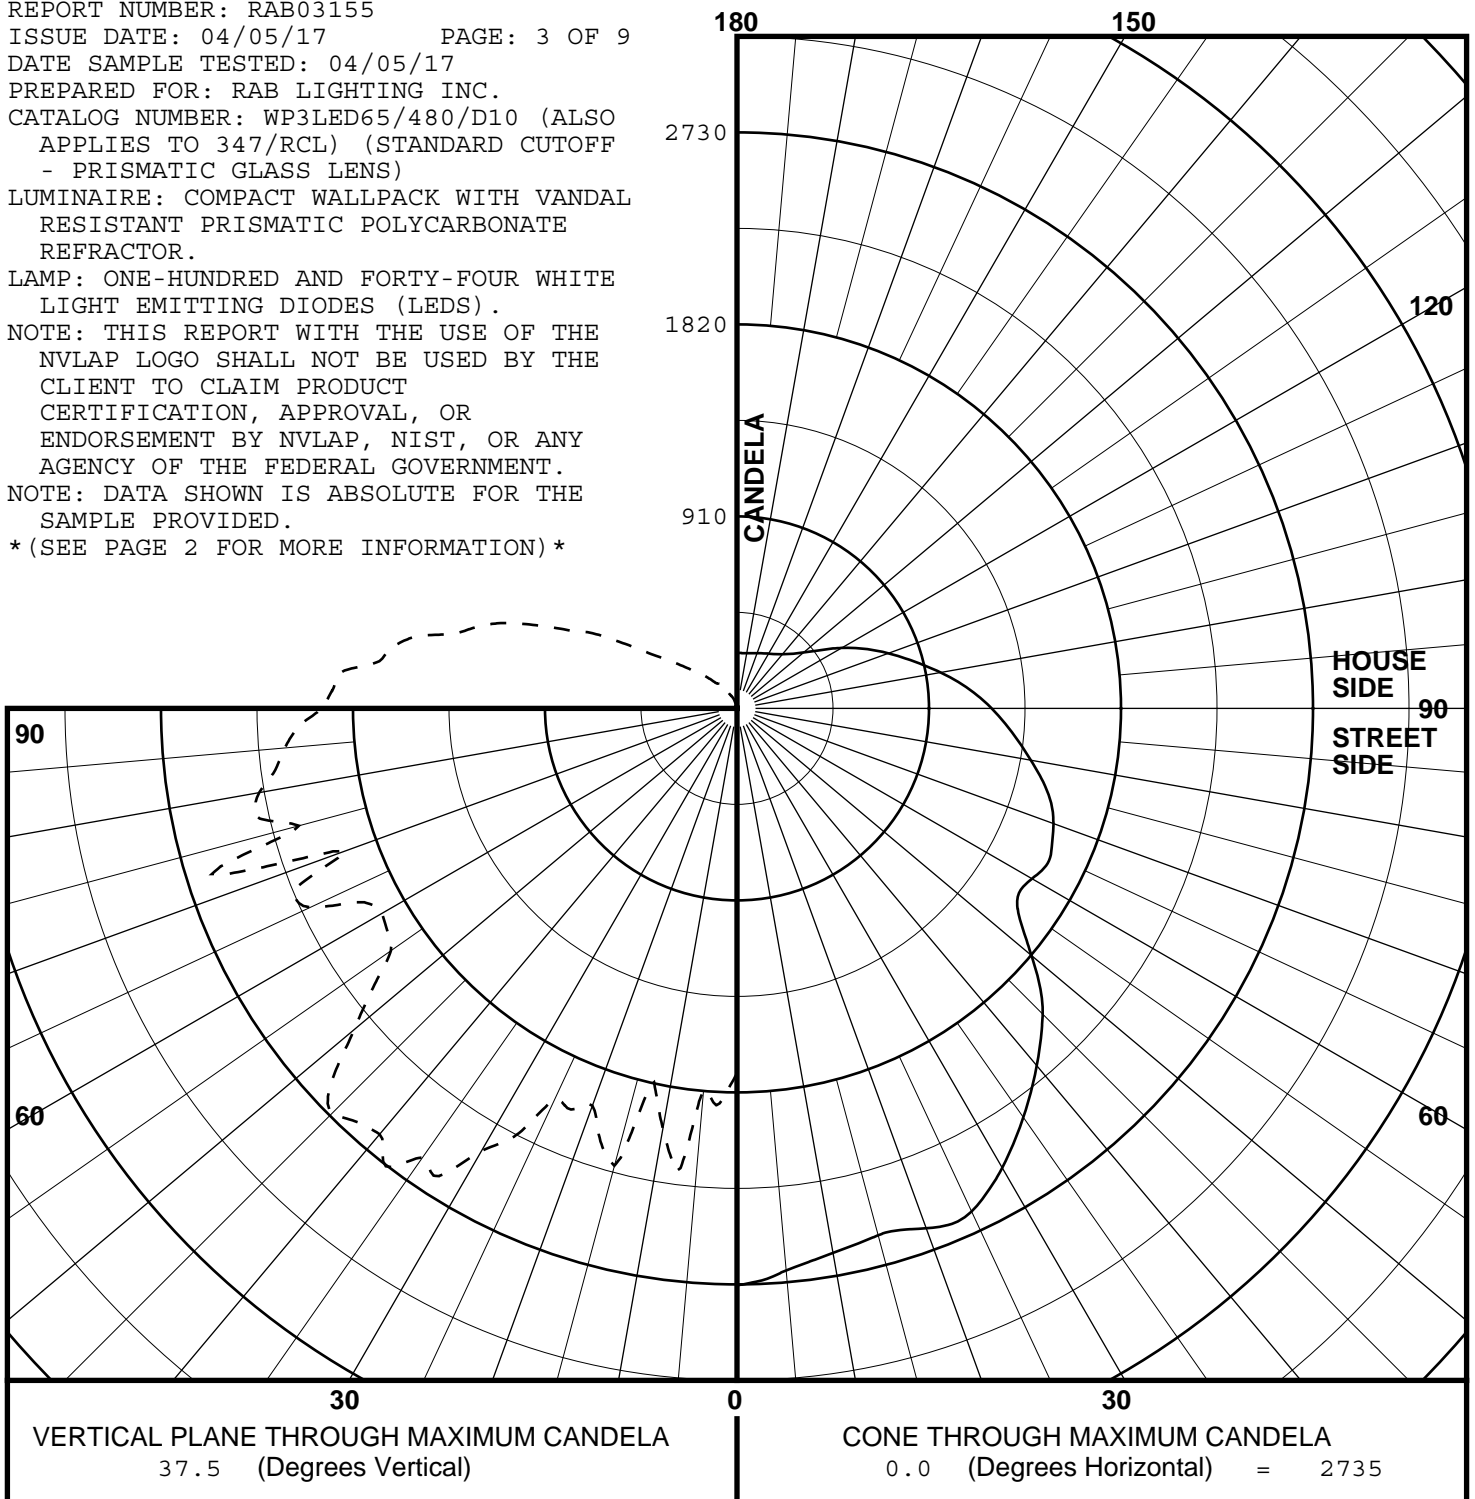 REPORT NUMBER: RAB03155
ISSUE DATE: 04/05/17 PAGE: 3 OF 9
DATE SAMPLE TESTED: 04/05/17
PREPARED FOR: RAB LIGHTING INC.
CATALOG NUMBER: WP3LED65/480/D10 (ALSO
APPLIES TO 347/RCL) (STANDARD CUTOFF
- PRISMATIC GLASS LENS)
LUMINAIRE: COMPACT WALLPACK WITH VANDAL
RESISTANT PRISMATIC POLYCARBONATE
REFRACTOR.
LAMP: ONE-HUNDRED AND FORTY-FOUR WHITE
LIGHT EMITTING DIODES (LEDS).
NOTE: THIS REPORT WITH THE USE OF THE
NVLAP LOGO SHALL NOT BE USED BY THE
CLIENT TO CLAIM PRODUCT
CERTIFICATION, APPROVAL, OR
ENDORSEMENT BY NVLAP, NIST, OR ANY
AGENCY OF THE FEDERAL GOVERNMENT.
NOTE: DATA SHOWN IS ABSOLUTE FOR THE
SAMPLE PROVIDED.
*(SEE PAGE 2 FOR MORE INFORMATION)*
180
150
2730
120
1820
CANDELA
910
HOUSE
SIDE
90
90
STREET
SIDE
60
60
30
0
30
VERTICAL PLANE THROUGH MAXIMUM CANDELA
37.5 (Degrees Vertical)
CONE THROUGH MAXIMUM CANDELA
0.0 (Degrees Horizontal) = 2735